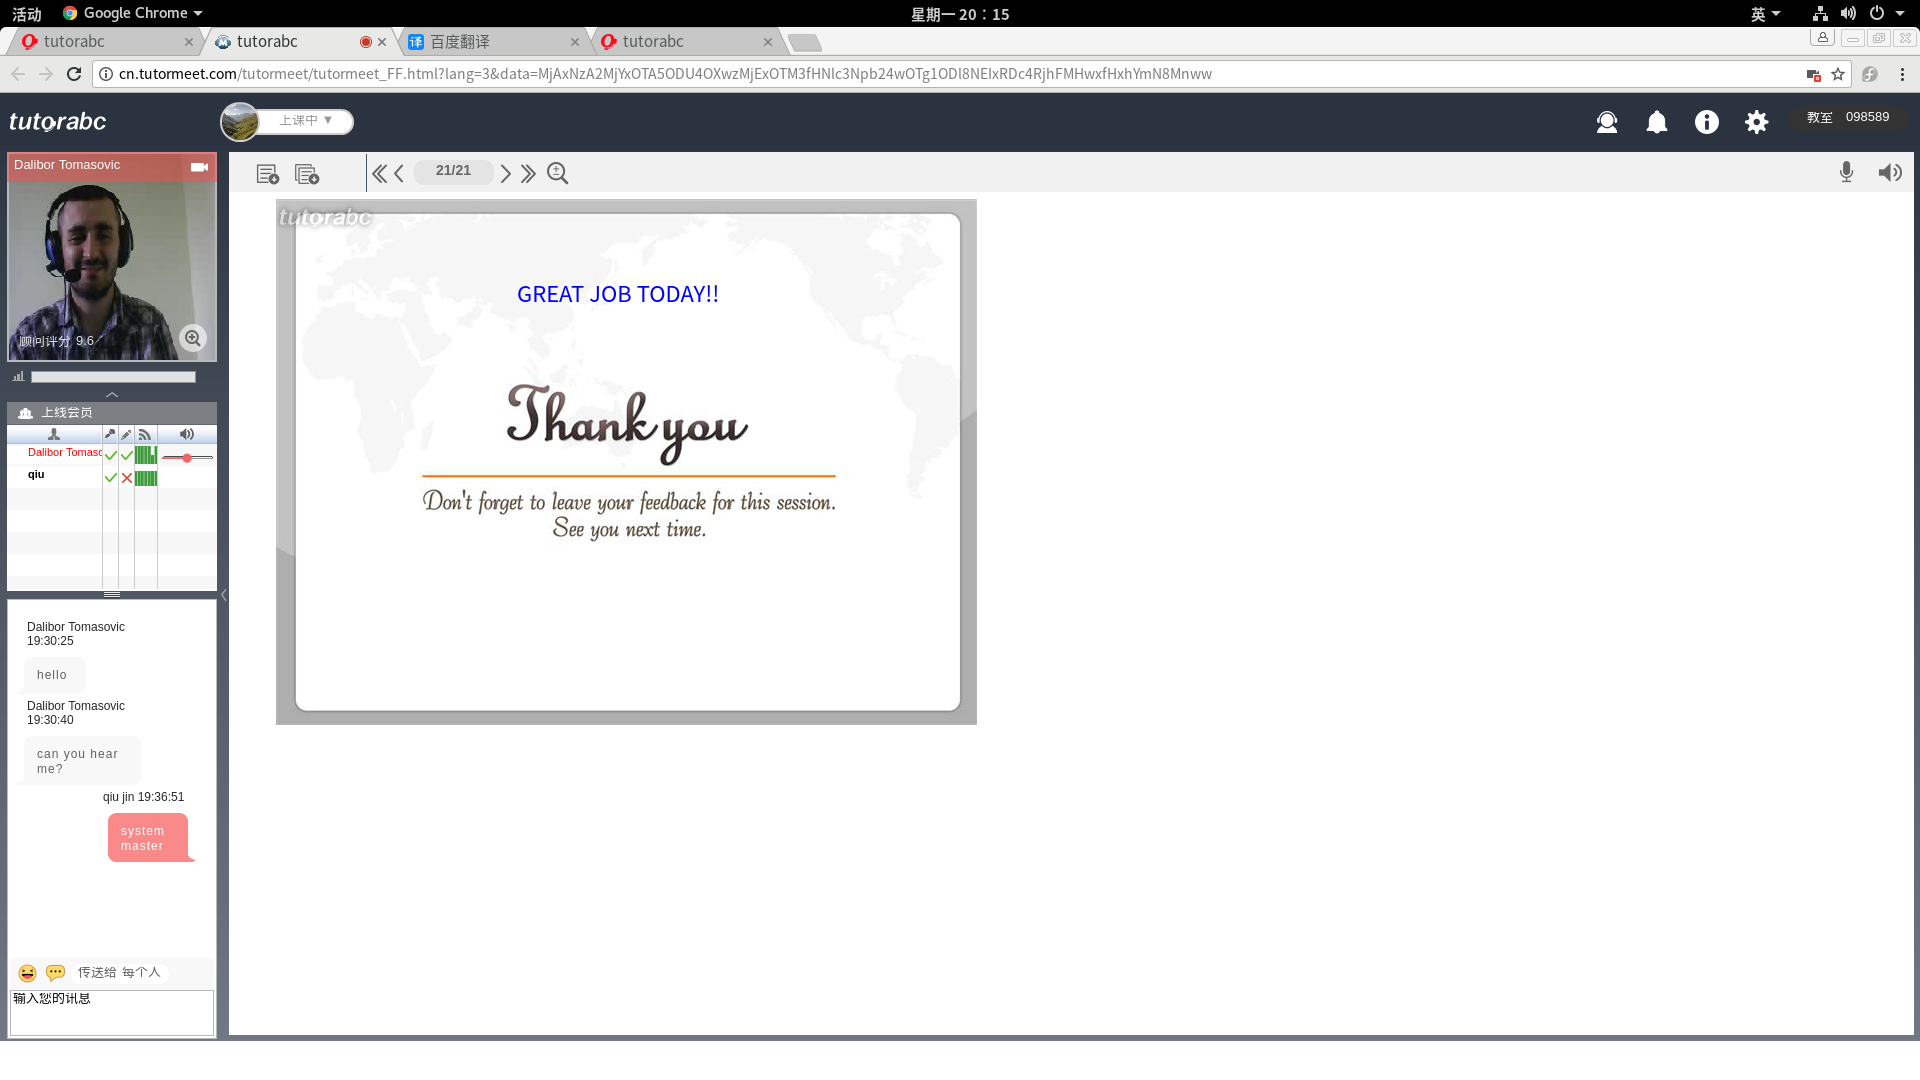 活动
Google Chrome
星期一 20：15
英
tutorabc
tutorabc
百度翻译
tutorabc
cn.tutormeet.com/tutormeet/tutormeet_FF.html?lang=3&data=MjAxNzA2MjYxOTA5ODU4OXwzMjExOTM3fHNlc3Npb24wOTg1ODl8NEIxRDc4RjhFMHwxfHxhYmN8Mnww
tutorabc
上课中 ▼
教室 098589
Dalibor Tomasovic
顾问评分 9.6
21/21
上线会员
Dalibor Tomaso
qiu
tutorabc
GREAT JOB TODAY!!
Thank you
Don't forget to leave your feedback for this session.
See you next time.
Dalibor Tomasovic
19:30:25
hello
Dalibor Tomasovic
19:30:40
can you hear
me?
qiu jin 19:36:51
system
master
传送给 每个人
输入您的讯息